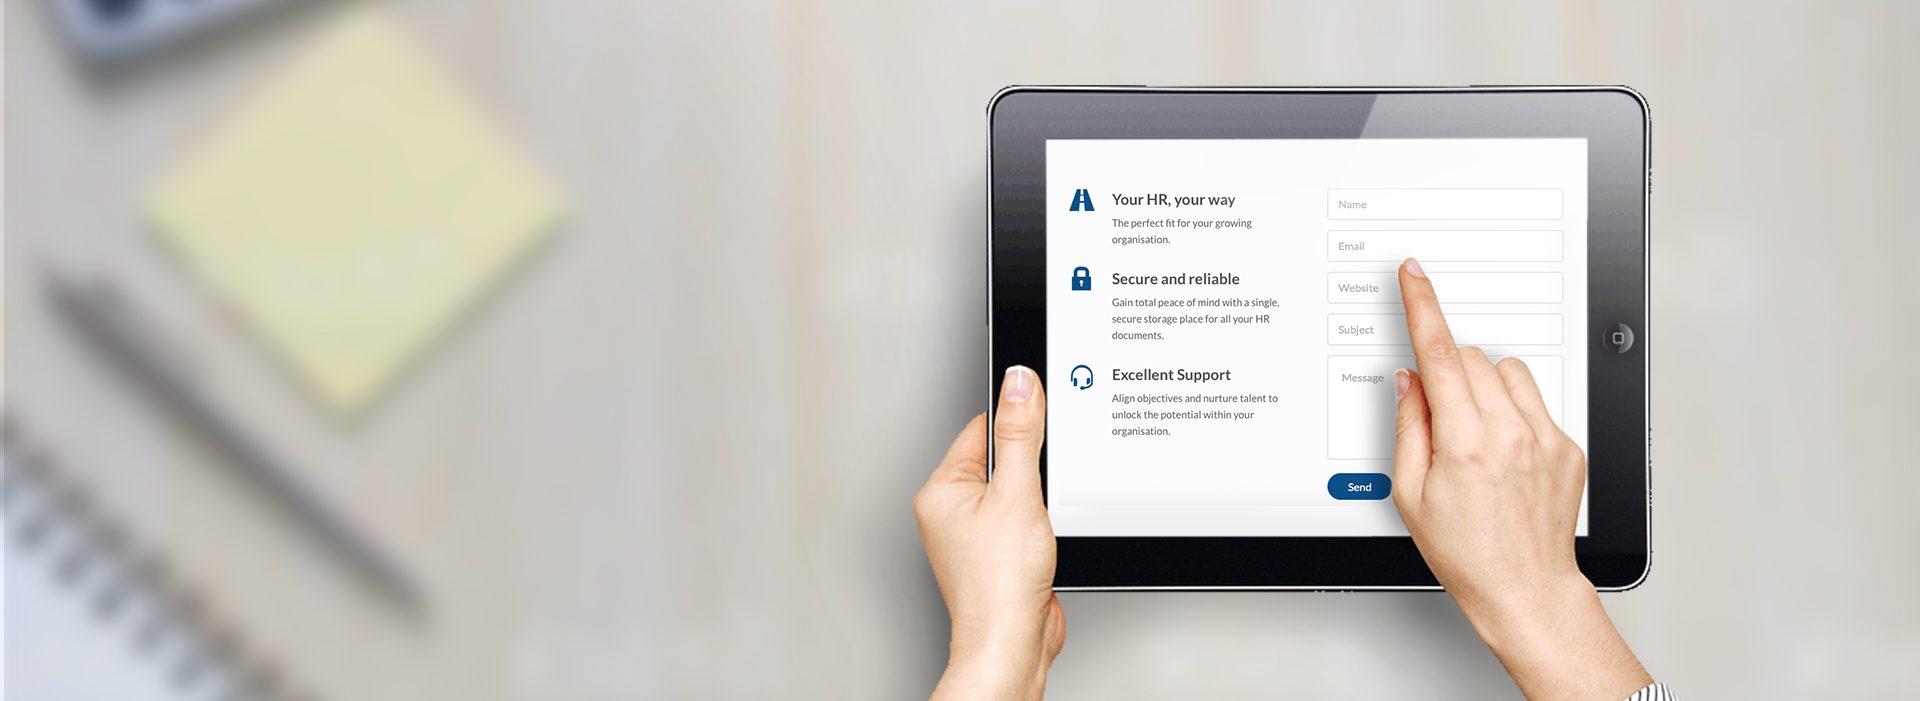 Your HR, your way
The perfect fit for your growing
organisation.
Secure and reliable
Gain total peace of mind with a single,
secure storage place for all your HR
documents.
Excellent Support
Align objectives and nurture talent to
unlock the potential within your
organisation.
Name
Email
Website
Subject
Message
Send